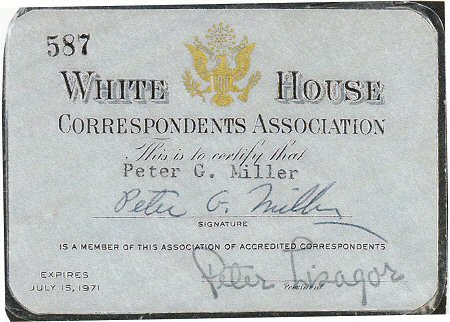 587
WHITE HOUSE
CORRESPONDENTS ASSOCIATION
This is to certify that
Peter G. Miller
Peter G. Miller
SIGNATURE
IS A MEMBER OF THIS ASSOCIATION OF ACCREDITED CORRESPONDENTS
Peter Lisagor
EXPIRES
JULY 15, 1971
President